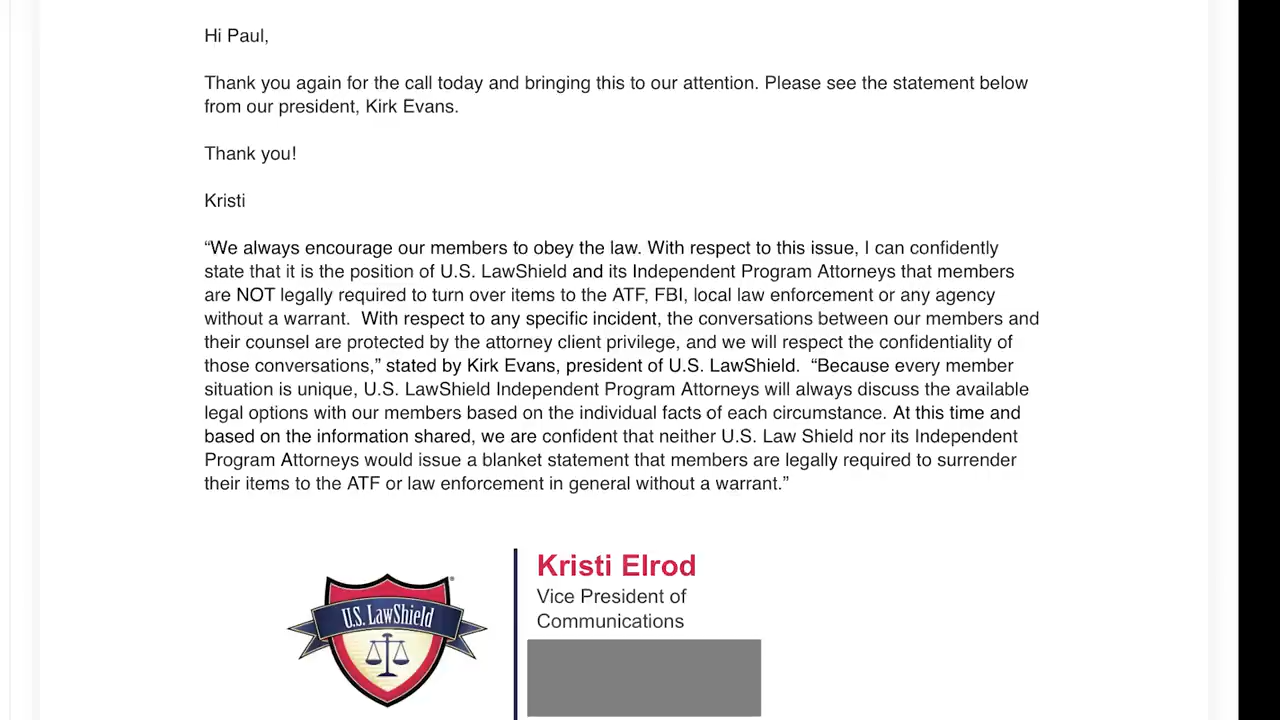 Hi Paul,
Thank you again for the call today and bringing this to our attention. Please see the statement below
from our president, Kirk Evans.
Thank you!
Kristi
“We always encourage our members to obey the law. With respect to this issue, I can confidently
state that it is the position of U.S. LawShield and its Independent Program Attorneys that members
are NOT legally required to turn over items to the ATF, FBI, local law enforcement or any agency
without a warrant.  With respect to any specific incident, the conversations between our members and
their counsel are protected by the attorney client privilege, and we will respect the confidentiality of
those conversations,” stated by Kirk Evans, president of U.S. LawShield.  “Because every member
situation is unique, U.S. LawShield Independent Program Attorneys will always discuss the available
legal options with our members based on the individual facts of each circumstance. At this time and
based on the information shared, we are confident that neither U.S. Law Shield nor its Independent
Program Attorneys would issue a blanket statement that members are legally required to surrender
their items to the ATF or law enforcement in general without a warrant.”
Kristi Elrod
Vice President of
Communications
U.S. LawShield